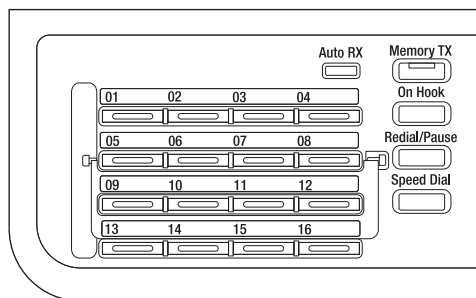 Auto RX Memory TX
On Hook
01 02 03 04
Redial/Pause
05 06 07 08
Speed Dial
09 10 11 12
13 14 15 16